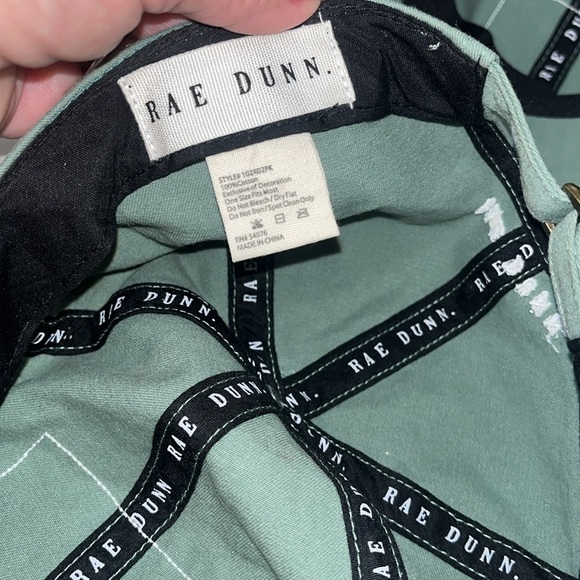 RAE DUNN.
STYLE# 102RD2PK
100%Cotton
Exclusive of Decoration
One Size Fits Most
Do Not Bleach / Dry Flat
Do Not Iron / Spot Clean Only
RN# 54076
MADE IN CHINA
RAE DUNN.
RAE
RAE DUNN.
RAE DUNN
RAE DUNN
RAE DUNN.
RAE